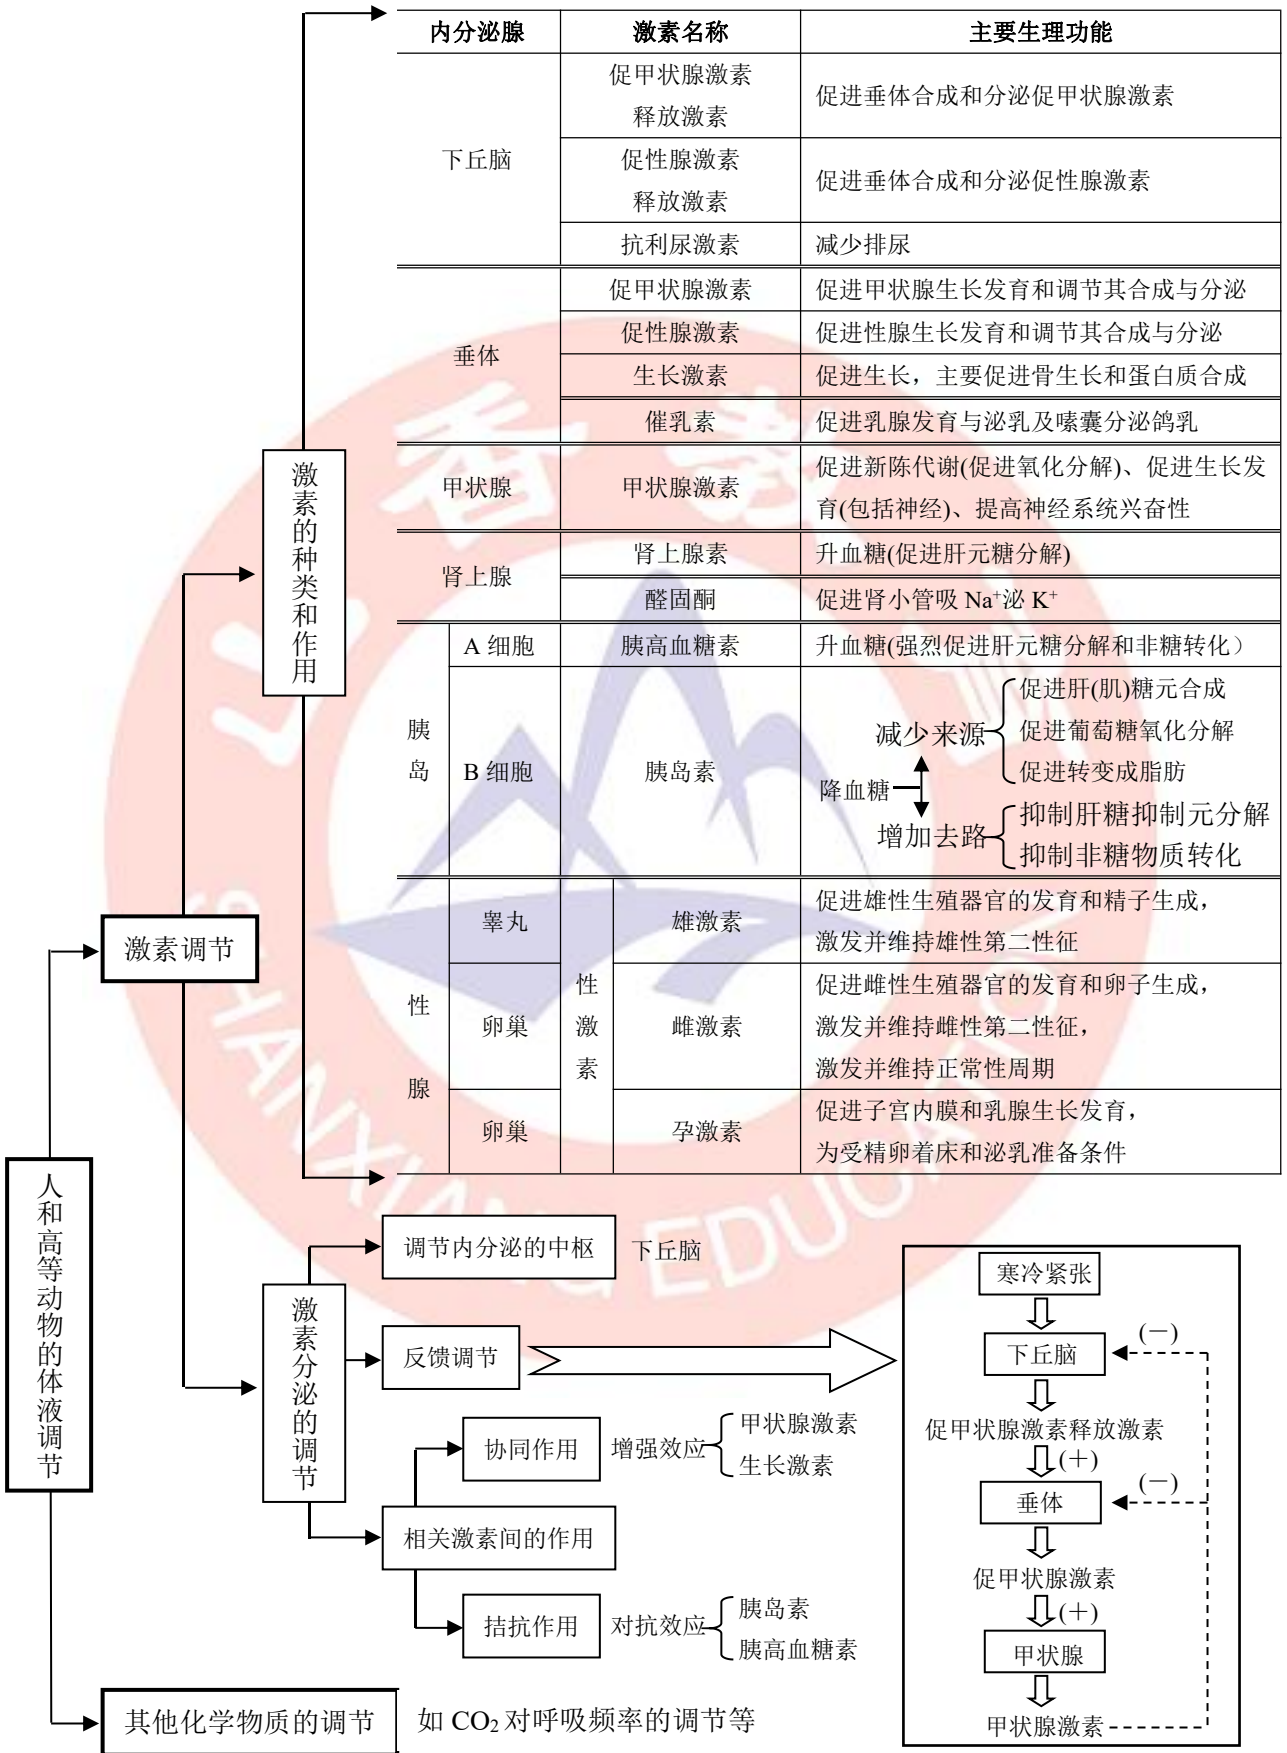 内分泌腺 激素名称 主要生理功能
下丘脑
促甲状腺激素
释放激素
促进垂体合成和分泌促甲状腺激素
促性腺激素
释放激素
促进垂体合成和分泌促性腺激素
抗利尿激素 减少排尿
垂体
促甲状腺激素 促进甲状腺生长发育和调节其合成与分泌
促性腺激素 促进性腺生长发育和调节其合成与分泌
生长激素 促进生长，主要促进骨生长和蛋白质合成
催乳素 促进乳腺发育与泌乳及嗉囊分泌鸽乳
甲状腺 甲状腺激素
促进新陈代谢(促进氧化分解)、促进生长发
育(包括神经)、提高神经系统兴奋性
肾上腺
肾上腺素 升血糖(促进肝元糖分解)
醛固酮 促进肾小管吸 Na⁺泌 K⁺
胰
岛
A 细胞 胰高血糖素 升血糖(强烈促进肝元糖分解和非糖转化）
B 细胞 胰岛素
降血糖
减少来源
促进肝(肌)糖元合成
促进葡萄糖氧化分解
促进转变成脂肪
增加去路
抑制肝糖抑制元分解
抑制非糖物质转化
性
腺
性
激
素
睾丸 雄激素
促进雄性生殖器官的发育和精子生成，
激发并维持雄性第二性征
卵巢 雌激素
促进雌性生殖器官的发育和卵子生成，
激发并维持雌性第二性征，
激发并维持正常性周期
卵巢 孕激素
促进子宫内膜和乳腺生长发育，
为受精卵着床和泌乳准备条件
激素的种类和作用
激素调节
人和高等动物的体液调节
激素分泌的调节
调节内分泌的中枢 下丘脑
反馈调节
相关激素间的作用
协同作用 增强效应
甲状腺激素
生长激素
拮抗作用 对抗效应
胰岛素
胰高血糖素
其他化学物质的调节 如 CO₂ 对呼吸频率的调节等
寒冷紧张
(－)
下丘脑
促甲状腺激素释放激素
(＋)
(－)
垂体
促甲状腺激素
(＋)
甲状腺
甲状腺激素
山香教育
SHANXIANG EDUCATION